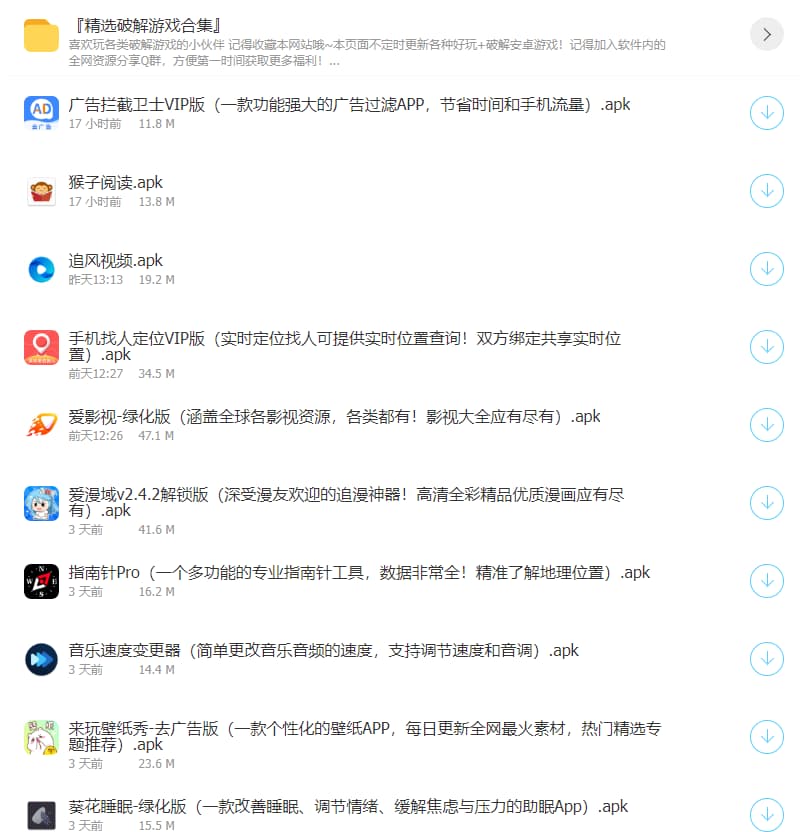 『精选破解游戏合集』
喜欢玩各类破解游戏的小伙伴 记得收藏本网站哦~本页面不定时更新各种好玩+破解安卓游戏！记得加入软件内的
全网资源分享Q群，方便第一时间获取更多福利！...
AD
广告拦截卫士VIP版（一款功能强大的广告过滤APP，节省时间和手机流量）.apk
17 小时前 11.8 M
猴子阅读.apk
17 小时前 13.8 M
追风视频.apk
昨天13:13 19.2 M
手机找人定位VIP版（实时定位找人可提供实时位置查询！双方绑定共享实时位
置）.apk
前天12:27 34.5 M
爱影视-绿化版（涵盖全球各影视资源，各类都有！影视大全应有尽有）.apk
前天12:26 47.1 M
爱漫域v2.4.2解锁版（深受漫友欢迎的追漫神器！高清全彩精品优质漫画应有尽
有）.apk
3 天前 41.6 M
N
W E
S
指南针Pro（一个多功能的专业指南针工具，数据非常全！精准了解地理位置）.apk
3 天前 16.2 M
音乐速度变更器（简单更改音乐音频的速度，支持调节速度和音调）.apk
3 天前 14.4 M
来玩壁纸秀-去广告版（一款个性化的壁纸APP，每日更新全网最火素材，热门精选专
题推荐）.apk
3 天前 23.6 M
葵花睡眠-绿化版（一款改善睡眠、调节情绪、缓解焦虑与压力的助眠App）.apk
3 天前 15.5 M